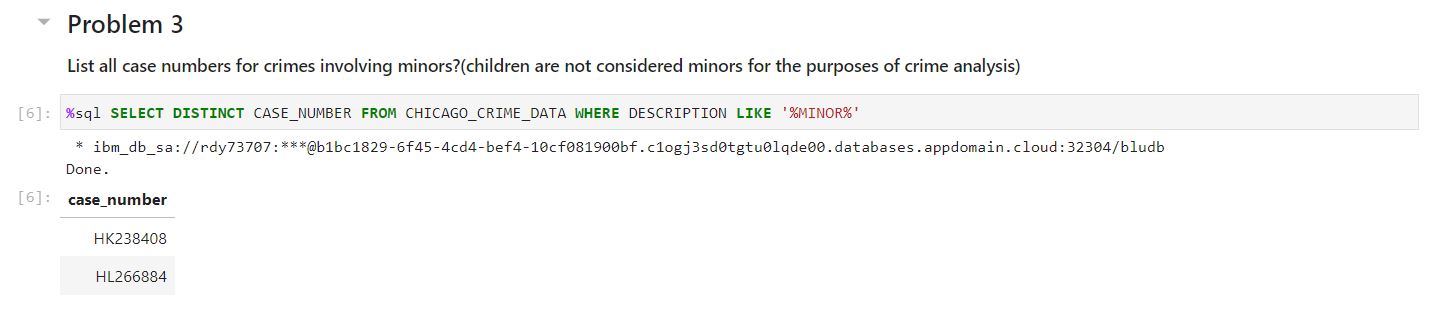 Problem 3
List all case numbers for crimes involving minors?(children are not considered minors for the purposes of crime analysis)
[6]: %sql SELECT DISTINCT CASE_NUMBER FROM CHICAGO_CRIME_DATA WHERE DESCRIPTION LIKE '%MINOR%'
* ibm_db_sa://rdy73707:***@b1bc1829-6f45-4cd4-bef4-10cf081900bf.c1ogj3sd0tgtu0lqde00.databases.appdomain.cloud:32304/bludb
Done.
[6]: case_number
HK238408
HL266884